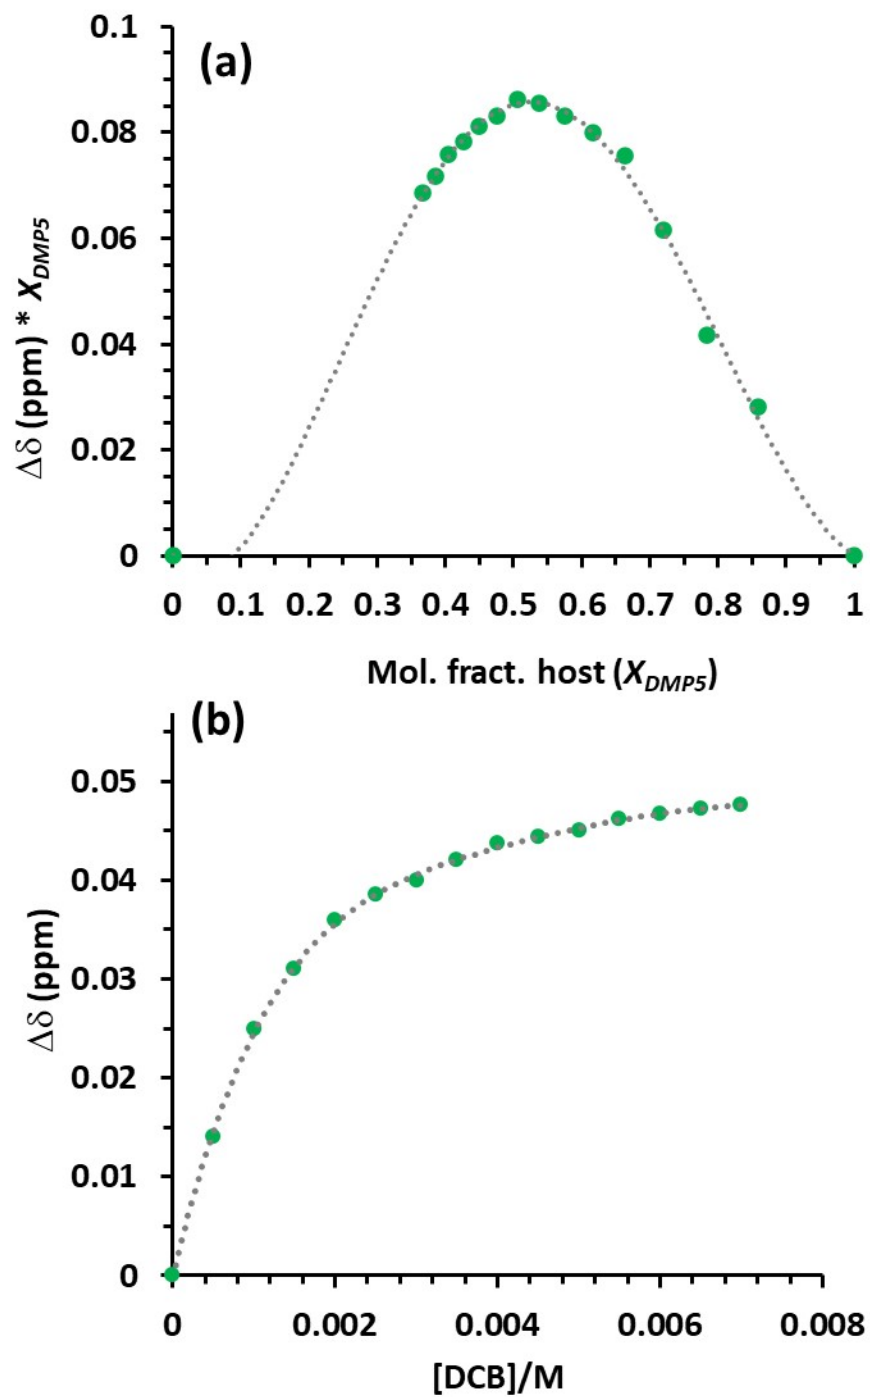 (a)
0.1
0.08
0.06
0.04
0.02
0
Δδ (ppm) * X_DMP5
0 0.1 0.2 0.3 0.4 0.5 0.6 0.7 0.8 0.9 1
Mol. fract. host (X_DMP5)
(b)
0.05
0.04
0.03
0.02
0.01
0
Δδ (ppm)
0 0.002 0.004 0.006 0.008
[DCB]/M